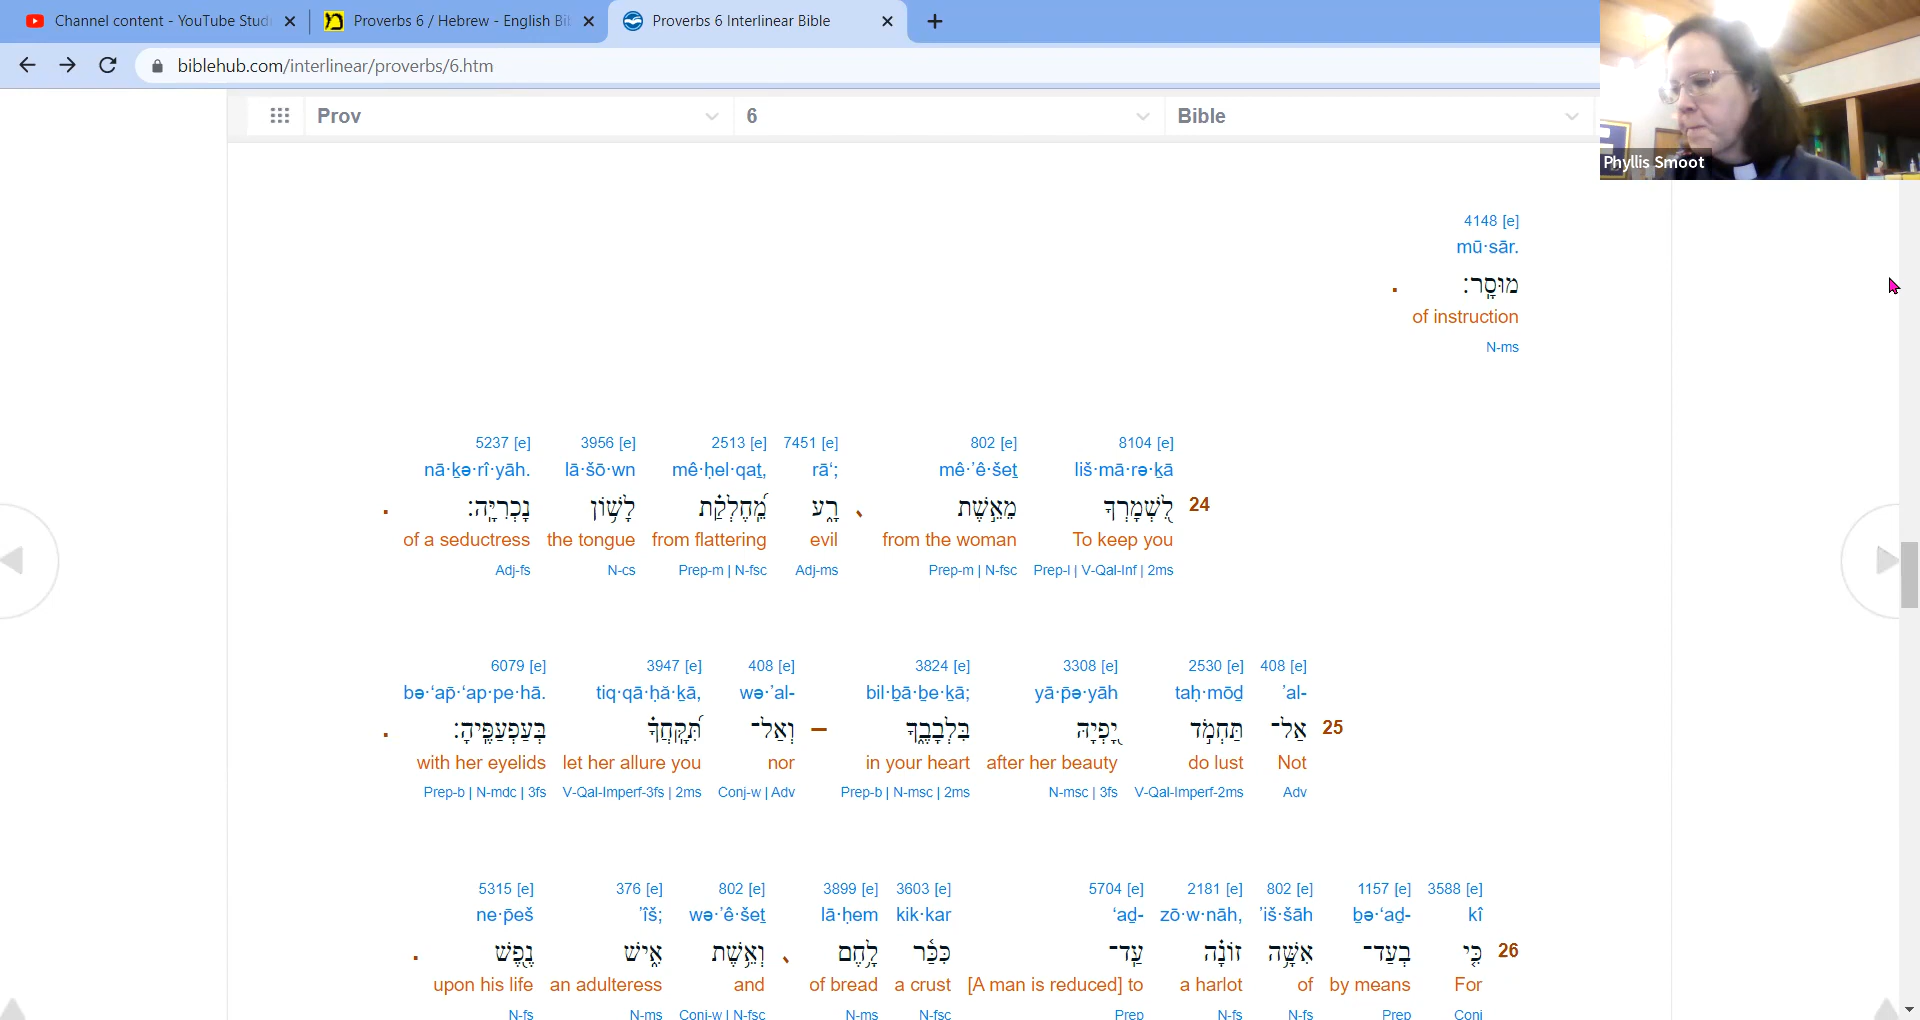 Channel content - YouTube Stud
Proverbs 6 / Hebrew - English Bib
Proverbs 6 Interlinear Bible
biblehub.com/interlinear/proverbs/6.htm
Prov 6 Bible
Phyllis Smoot
4148 [e]
mū·sār.
מוּסָֽר׃ .
of instruction
N-ms
5237 [e] 3956 [e] 2513 [e] 7451 [e] 802 [e] 8104 [e]
nā·ḵə·rî·yāh. lā·šō·wn mê·ḥel·qaṯ, rā‘; mê·’ê·šeṯ liš·mā·rə·ḵā
24 לִ֭שְׁמָרְךָ מֵאֵ֣שֶׁת 、 רָ֑ע מֵֽ֝חֶלְקַ֗ת לָשׁ֥וֹן נָכְרִיָּֽה׃ .
of a seductress the tongue from flattering evil from the woman To keep you
Adj-fs N-cs Prep-m | N-fsc Adj-ms Prep-m | N-fsc Prep-l | V-Qal-Inf | 2ms
6079 [e] 3947 [e] 408 [e] 3824 [e] 3308 [e] 2530 [e] 408 [e]
bə·‘ap̄·‘ap·pe·hā. tiq·qā·ḥă·ḵā, wə·’al- bil·ḇā·ḇe·ḵā; yā·p̄ə·yāh taḥ·mōḏ ’al-
25 אַל־ תַּחְמֹ֣ד יָ֭פְיָהּ בִּלְבָבֶ֑ךָ – וְאַל־ תִּ֝קָּֽחֲךָ֗ בְּעַפְעַפֶּֽיהָ׃ .
with her eyelids let her allure you nor in your heart after her beauty do lust Not
Prep-b | N-mdc | 3fs V-Qal-Imperf-3fs | 2ms Conj-w | Adv Prep-b | N-msc | 2ms N-msc | 3fs V-Qal-Imperf-2ms Adv
5315 [e] 376 [e] 802 [e] 3899 [e] 3603 [e] 5704 [e] 2181 [e] 802 [e] 1157 [e] 3588 [e]
ne·p̄eš ’îš; wə·’ê·šeṯ lā·ḥem kik·kar ‘aḏ- zō·w·nāh, ’iš·šāh ḇə·‘aḏ- kî
26 כִּ֤י בְעַד־ אִשָּׁ֥ה זוֹנָ֗ה עַֽד־ כִּכַּ֫ר לָ֥חֶם 、 וְאֵ֥שֶׁת אִ֑ישׁ נֶ֖פֶשׁ .
upon his life an adulteress and of bread a crust [A man is reduced] to a harlot of by means For
N-fs N-ms Conj-w | N-fsc N-ms N-fsc Prep N-fs N-fs Prep Conj